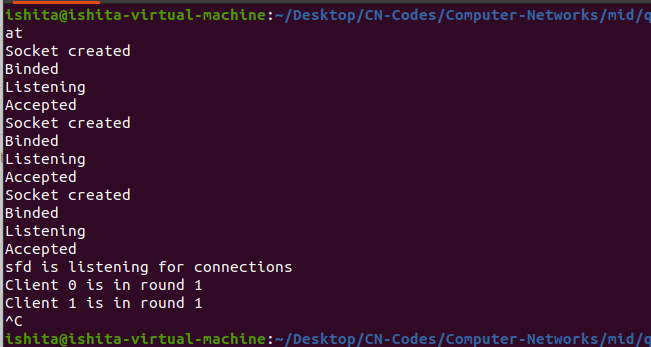 ishita@ishita-virtual-machine:~/Desktop/CN-Codes/Computer-Networks/mid/q
at
Socket created
Binded
Listening
Accepted
Socket created
Binded
Listening
Accepted
Socket created
Binded
Listening
Accepted
sfd is listening for connections
Client 0 is in round 1
Client 1 is in round 1
^C
ishita@ishita-virtual-machine:~/Desktop/CN-Codes/Computer-Networks/mid/q